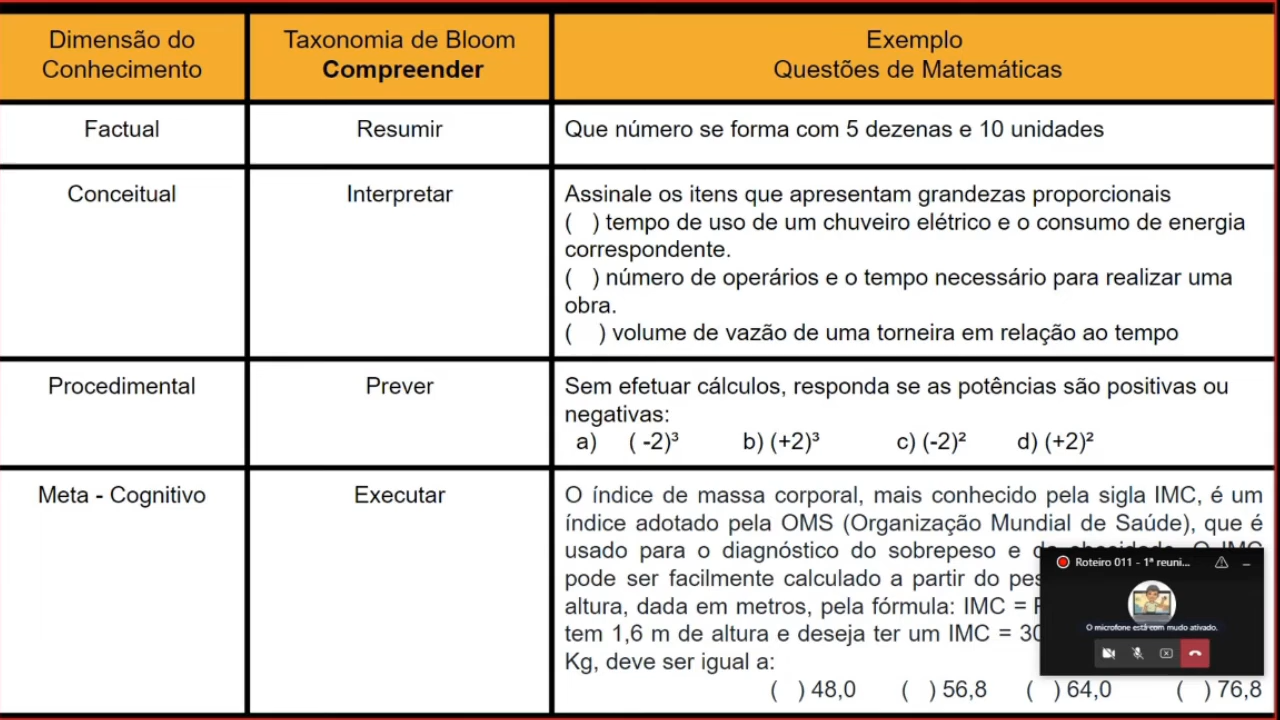 Dimensão do
Conhecimento
Taxonomia de Bloom
Compreender
Exemplo
Questões de Matemáticas
Factual
Resumir
Que número se forma com 5 dezenas e 10 unidades
Conceitual
Interpretar
Assinale os itens que apresentam grandezas proporcionais
( ) tempo de uso de um chuveiro elétrico e o consumo de energia
correspondente.
( ) número de operários e o tempo necessário para realizar uma
obra.
( ) volume de vazão de uma torneira em relação ao tempo
Procedimental
Prever
Sem efetuar cálculos, responda se as potências são positivas ou
negativas:
a) ( -2)³ b) (+2)³ c) (-2)² d) (+2)²
Meta - Cognitivo
Executar
O índice de massa corporal, mais conhecido pela sigla IMC, é um
índice adotado pela OMS (Organização Mundial de Saúde), que é
usado para o diagnóstico do sobrepeso e da obesidade. O IMC
pode ser facilmente calculado a partir do
altura, dada em metros, pela fórmula: IMC =
tem 1,6 m de altura e deseja ter um IMC = 30
Kg, deve ser igual a:
( ) 48,0 ( ) 56,8 ( ) 64,0 ( ) 76,8
Roteiro 011 - 1ª reuni...
O microfone está com mudo ativado.